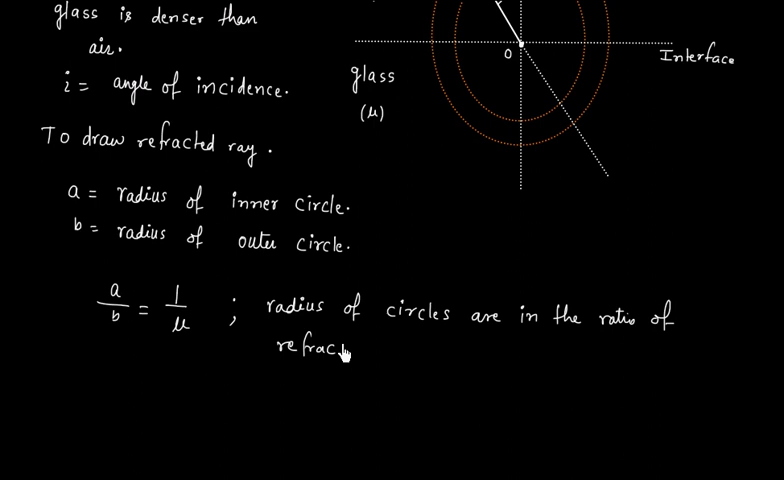 glass is denser than
air.
i = angle of incidence.
To draw refracted ray.
a = radius of inner circle.
b = radius of outer circle.
a/b = 1/μ ; radius of circles are in the ratio of
refrac
O
Interface
glass
(μ)